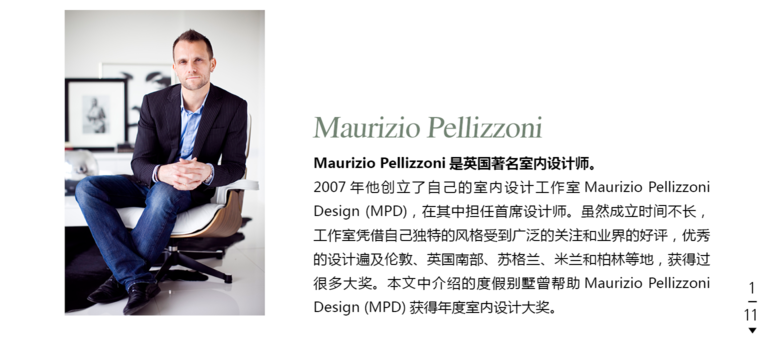 Maurizio Pellizzoni
Maurizio Pellizzoni 是英国著名室内设计师。
2007 年他创立了自己的室内设计工作室 Maurizio Pellizzoni
Design (MPD)，在其中担任首席设计师。虽然成立时间不长，
工作室凭借自己独特的风格受到广泛的关注和业界的好评，优秀
的设计遍及伦敦、英国南部、苏格兰、米兰和柏林等地，获得过
很多大奖。本文中介绍的度假别墅曾帮助 Maurizio Pellizzoni
Design (MPD) 获得年度室内设计大奖。
1
11